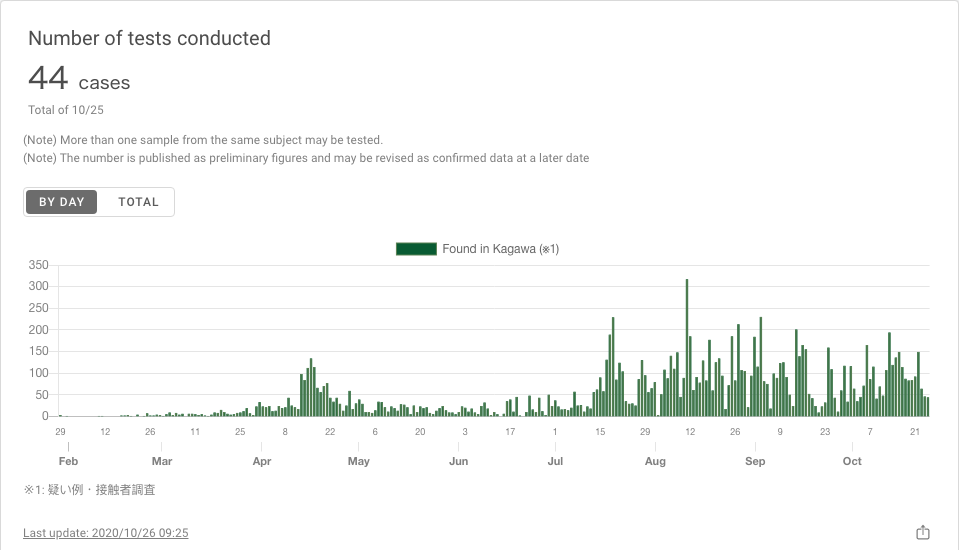 Number of tests conducted
44 cases
Total of 10/25
(Note) More than one sample from the same subject may be tested.
(Note) The number is published as preliminary figures and may be revised as confirmed data at a later date
BY DAY TOTAL
Found in Kagawa (※1)
350
300
250
200
150
100
50
0
29 12 26 11 25 8 22 6 20 3 17 1 15 29 12 26 9 23 7 21
Feb Mar Apr May Jun Jul Aug Sep Oct
※1: 疑い例・接触者調査
Last update: 2020/10/26 09:25